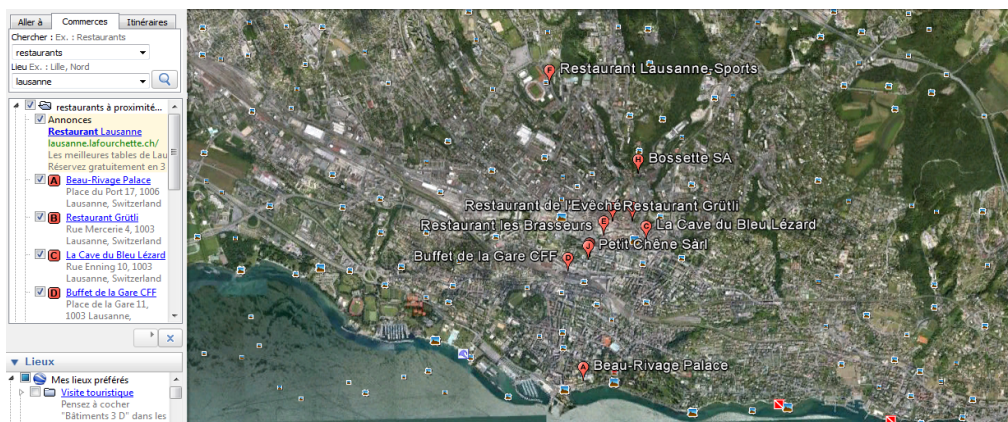 Aller à Commerces Itinéraires
Chercher : Ex. : Restaurants
restaurants
Lieu Ex. : Lille, Nord
lausanne
restaurants à proximité...
Annonces
Restaurant Lausanne
lausanne.lafourchette.ch/
Les meilleures tables de Lau
Réservez gratuitement en 3
A Beau-Rivage Palace
Place du Port 17, 1006
Lausanne, Switzerland
B Restaurant Grütli
Rue Mercerie 4, 1003
Lausanne, Switzerland
C La Cave du Bleu Lézard
Rue Enning 10, 1003
Lausanne, Switzerland
D Buffet de la Gare CFF
Place de la Gare 11,
1003 Lausanne,
Lieux
Mes lieux préférés
Visite touristique
Pensez à cocher
"Bâtiments 3 D" dans les
F Restaurant Lausanne-Sports
H Bossette SA
Restaurant de l'Evêché
Restaurant Grütli
Restaurant les Brasseurs E
C La Cave du Bleu Lézard
J Petit Chêne Sàrl
Buffet de la Gare CFF D
A Beau-Rivage Palace